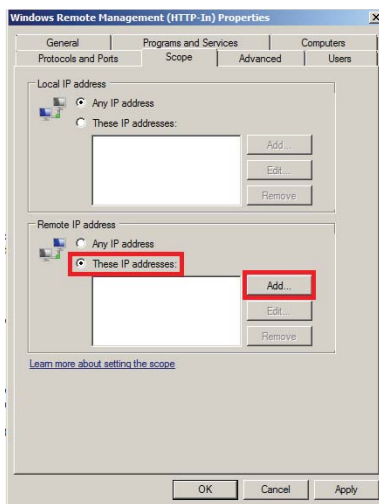 Windows Remote Management (HTTP-In) Properties
General Programs and Services Computers
Protocols and Ports Scope Advanced Users
Local IP address
Any IP address
These IP addresses:
Add...
Edit...
Remove
Remote IP address
Any IP address
These IP addresses:
Add...
Edit...
Remove
Learn more about setting the scope
OK Cancel Apply